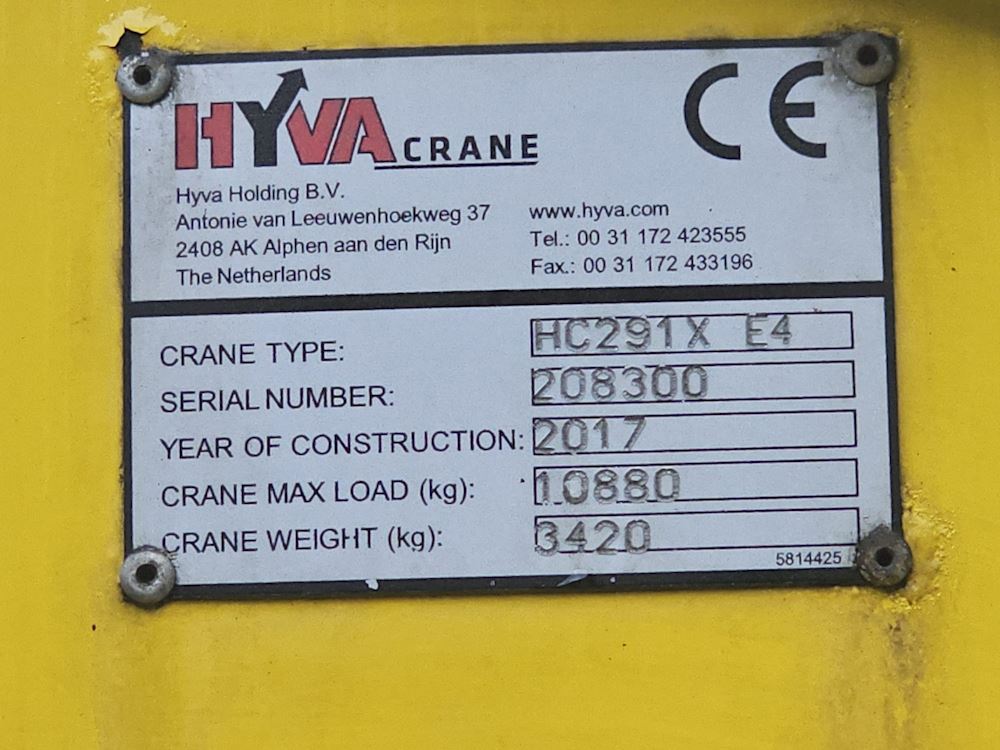 HYVA CRANE
CE
Hyva Holding B.V.
Antonie van Leeuwenhoekweg 37
2408 AK Alphen aan den Rijn
The Netherlands
www.hyva.com
Tel.: 00 31 172 423555
Fax.: 00 31 172 433196
CRANE TYPE: HC291X E4
SERIAL NUMBER: 208300
YEAR OF CONSTRUCTION: 2017
CRANE MAX LOAD (kg): 10880
CRANE WEIGHT (kg): 3420
5814425